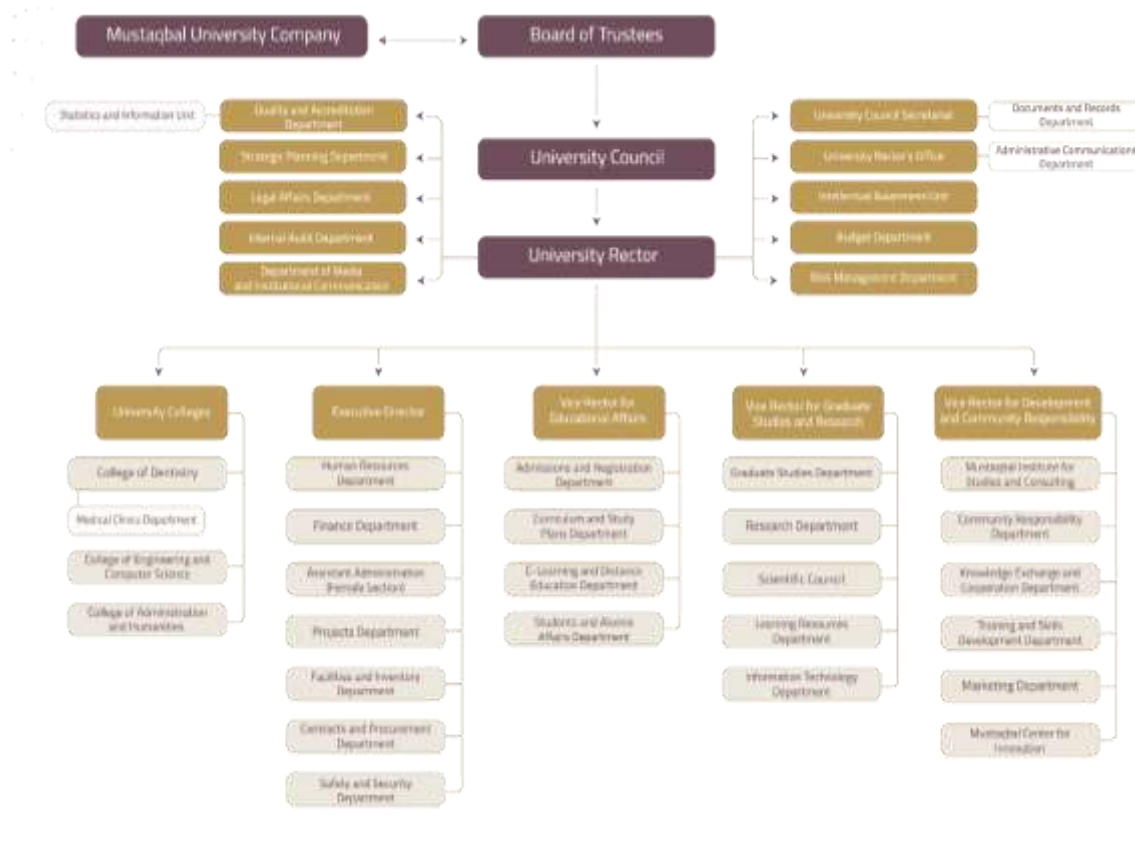 Mustaqbal University Company
Board of Trustees
Statistics and Information Unit
Quality and Accreditation
Department
University Council Secretariat
Documents and Records
Department
University Council
Strategic Planning Department
University Rector's Office
Administrative Communications
Department
Legal Affairs Department
Intellectual Unit
Internal Audit Department
Budget Department
University Rector
Department of Media
and Institutional Communication
Risk Management Department
University Colleges
Executive Director
Vice Rector for
Educational Affairs
Vice Rector for Graduate
Studies and Research
Vice Rector for Development
and Community Responsibility
College of Dentistry
Medical Clinics Department
College of Engineering and
Computer Science
College of Administration
and Humanities
Human Resources
Department
Finance Department
Assistant Administration
(Female Section)
Projects Department
Facilities and Inventory
Department
Contracts and Procurement
Department
Safety and Security
Department
Admissions and Registration
Department
Curriculum and Study
Plans Department
E-Learning and Distance
Education Department
Students and Alumni
Affairs Department
Graduate Studies Department
Research Department
Scientific Council
Learning Resources
Department
Information Technology
Department
Mustaqbal Institute for
Studies and Consulting
Community Responsibility
Department
Knowledge Exchange and
Cooperation Department
Training and Skills
Development Department
Marketing Department
Mustaqbal Center for
Innovation